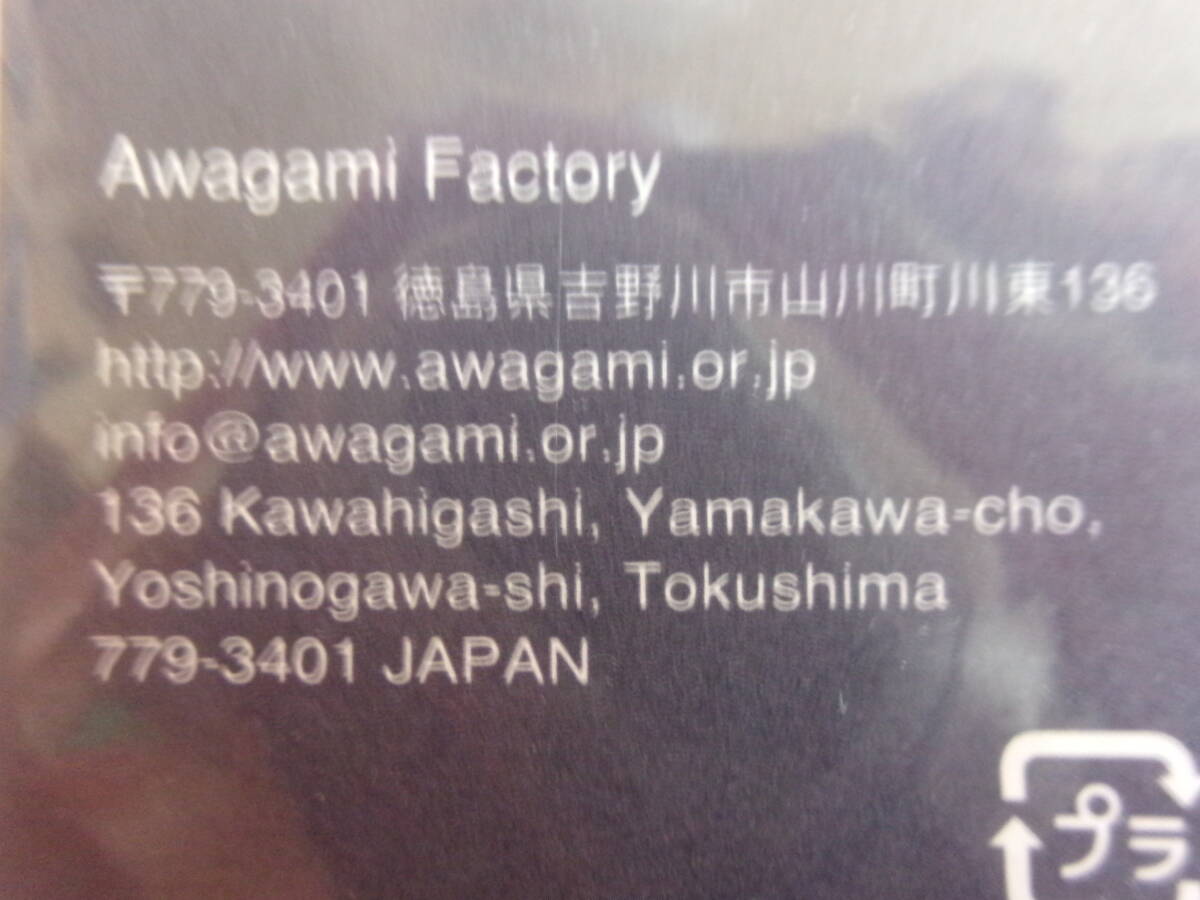 Awagami Factory
〒779-3401 徳島県吉野川市山川町川東136
http://www.awagami.or.jp
info@awagami.or.jp
136 Kawahigashi, Yamakawa-cho,
Yoshinogawa-shi, Tokushima
779-3401 JAPAN
プラ